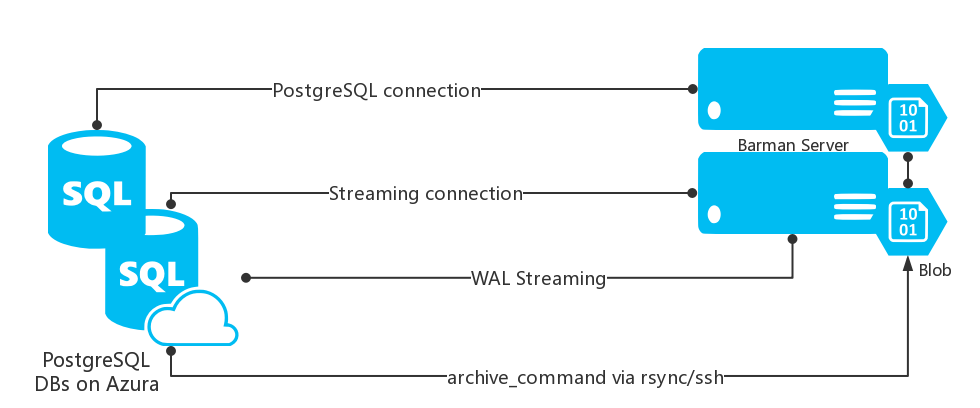 PostgreSQL connection
10
01
Barman Server
SQL
Streaming connection
10
01
SQL
WAL Streaming
Blob
PostgreSQL
DBs on Azura
archive_command via rsync/ssh